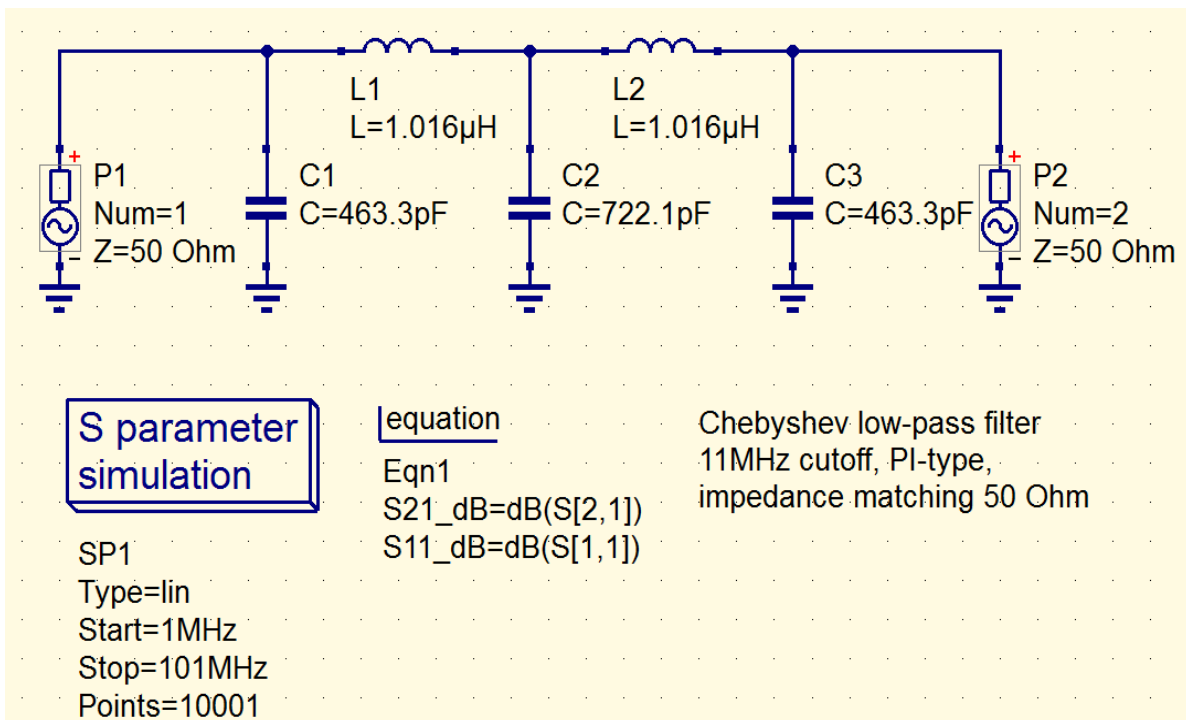 L1
L=1.016µH
L2
L=1.016µH
+
P1
Num=1
Z=50 Ohm
−
C1
C=463.3pF
C2
C=722.1pF
C3
C=463.3pF
+
P2
Num=2
Z=50 Ohm
−
S parameter
simulation
SP1
Type=lin
Start=1MHz
Stop=101MHz
Points=10001
equation
Eqn1
S21_dB=dB(S[2,1])
S11_dB=dB(S[1,1])
Chebyshev low-pass filter
11MHz cutoff, PI-type,
impedance matching 50 Ohm